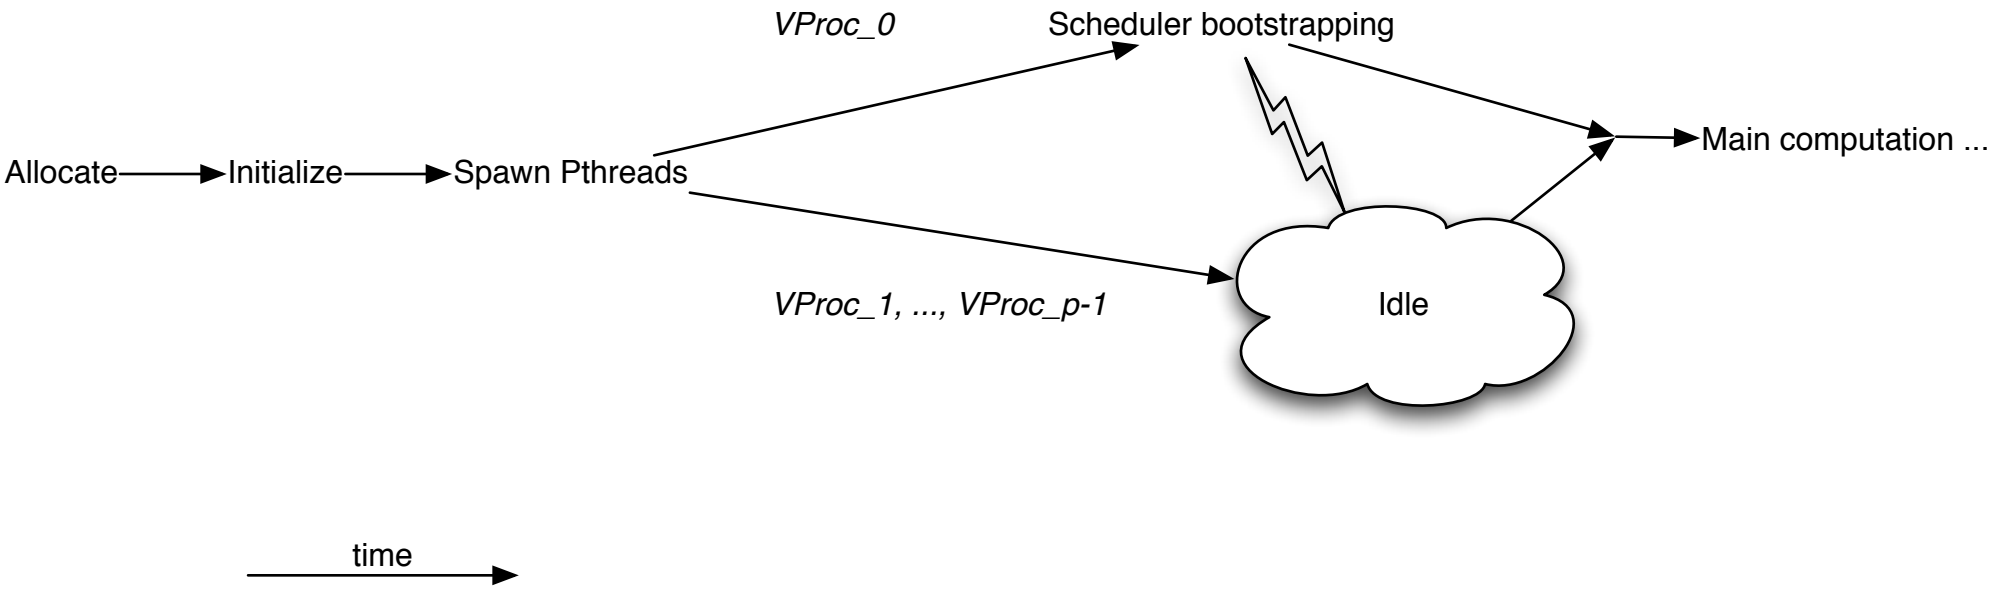 VProc_0
Scheduler bootstrapping
Allocate
Initialize
Spawn Pthreads
Main computation ...
VProc_1, ..., VProc_p-1
Idle
time